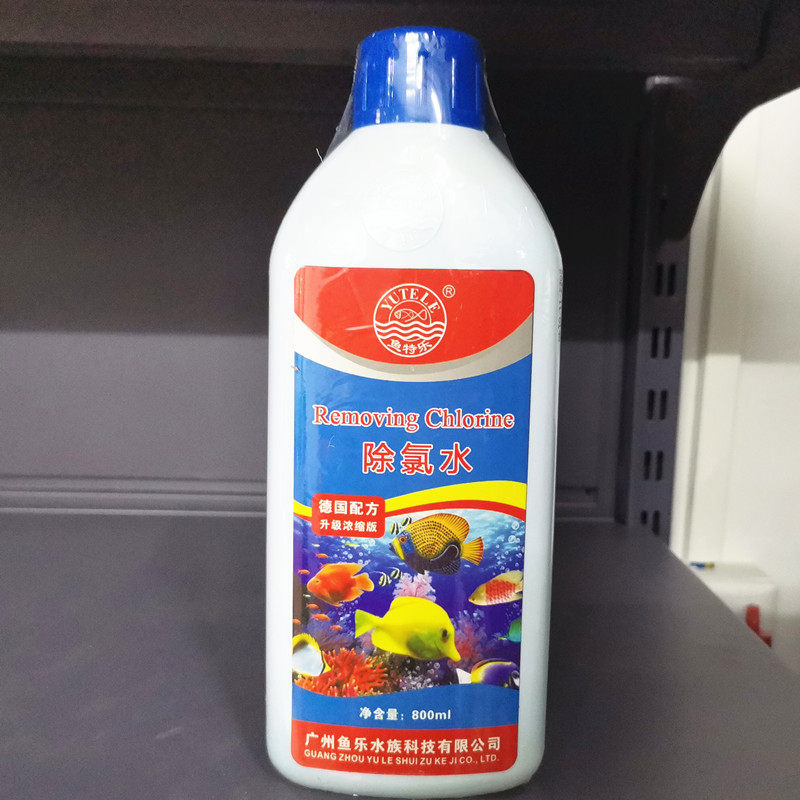 YUTELE ®
鱼特乐
Removing Chlorine
除氯水
德国配方
升级浓缩版
净含量：800ml
广州鱼乐水族科技有限公司
GUANG ZHOU YU LE SHUI ZU KE JI CO., LTD.